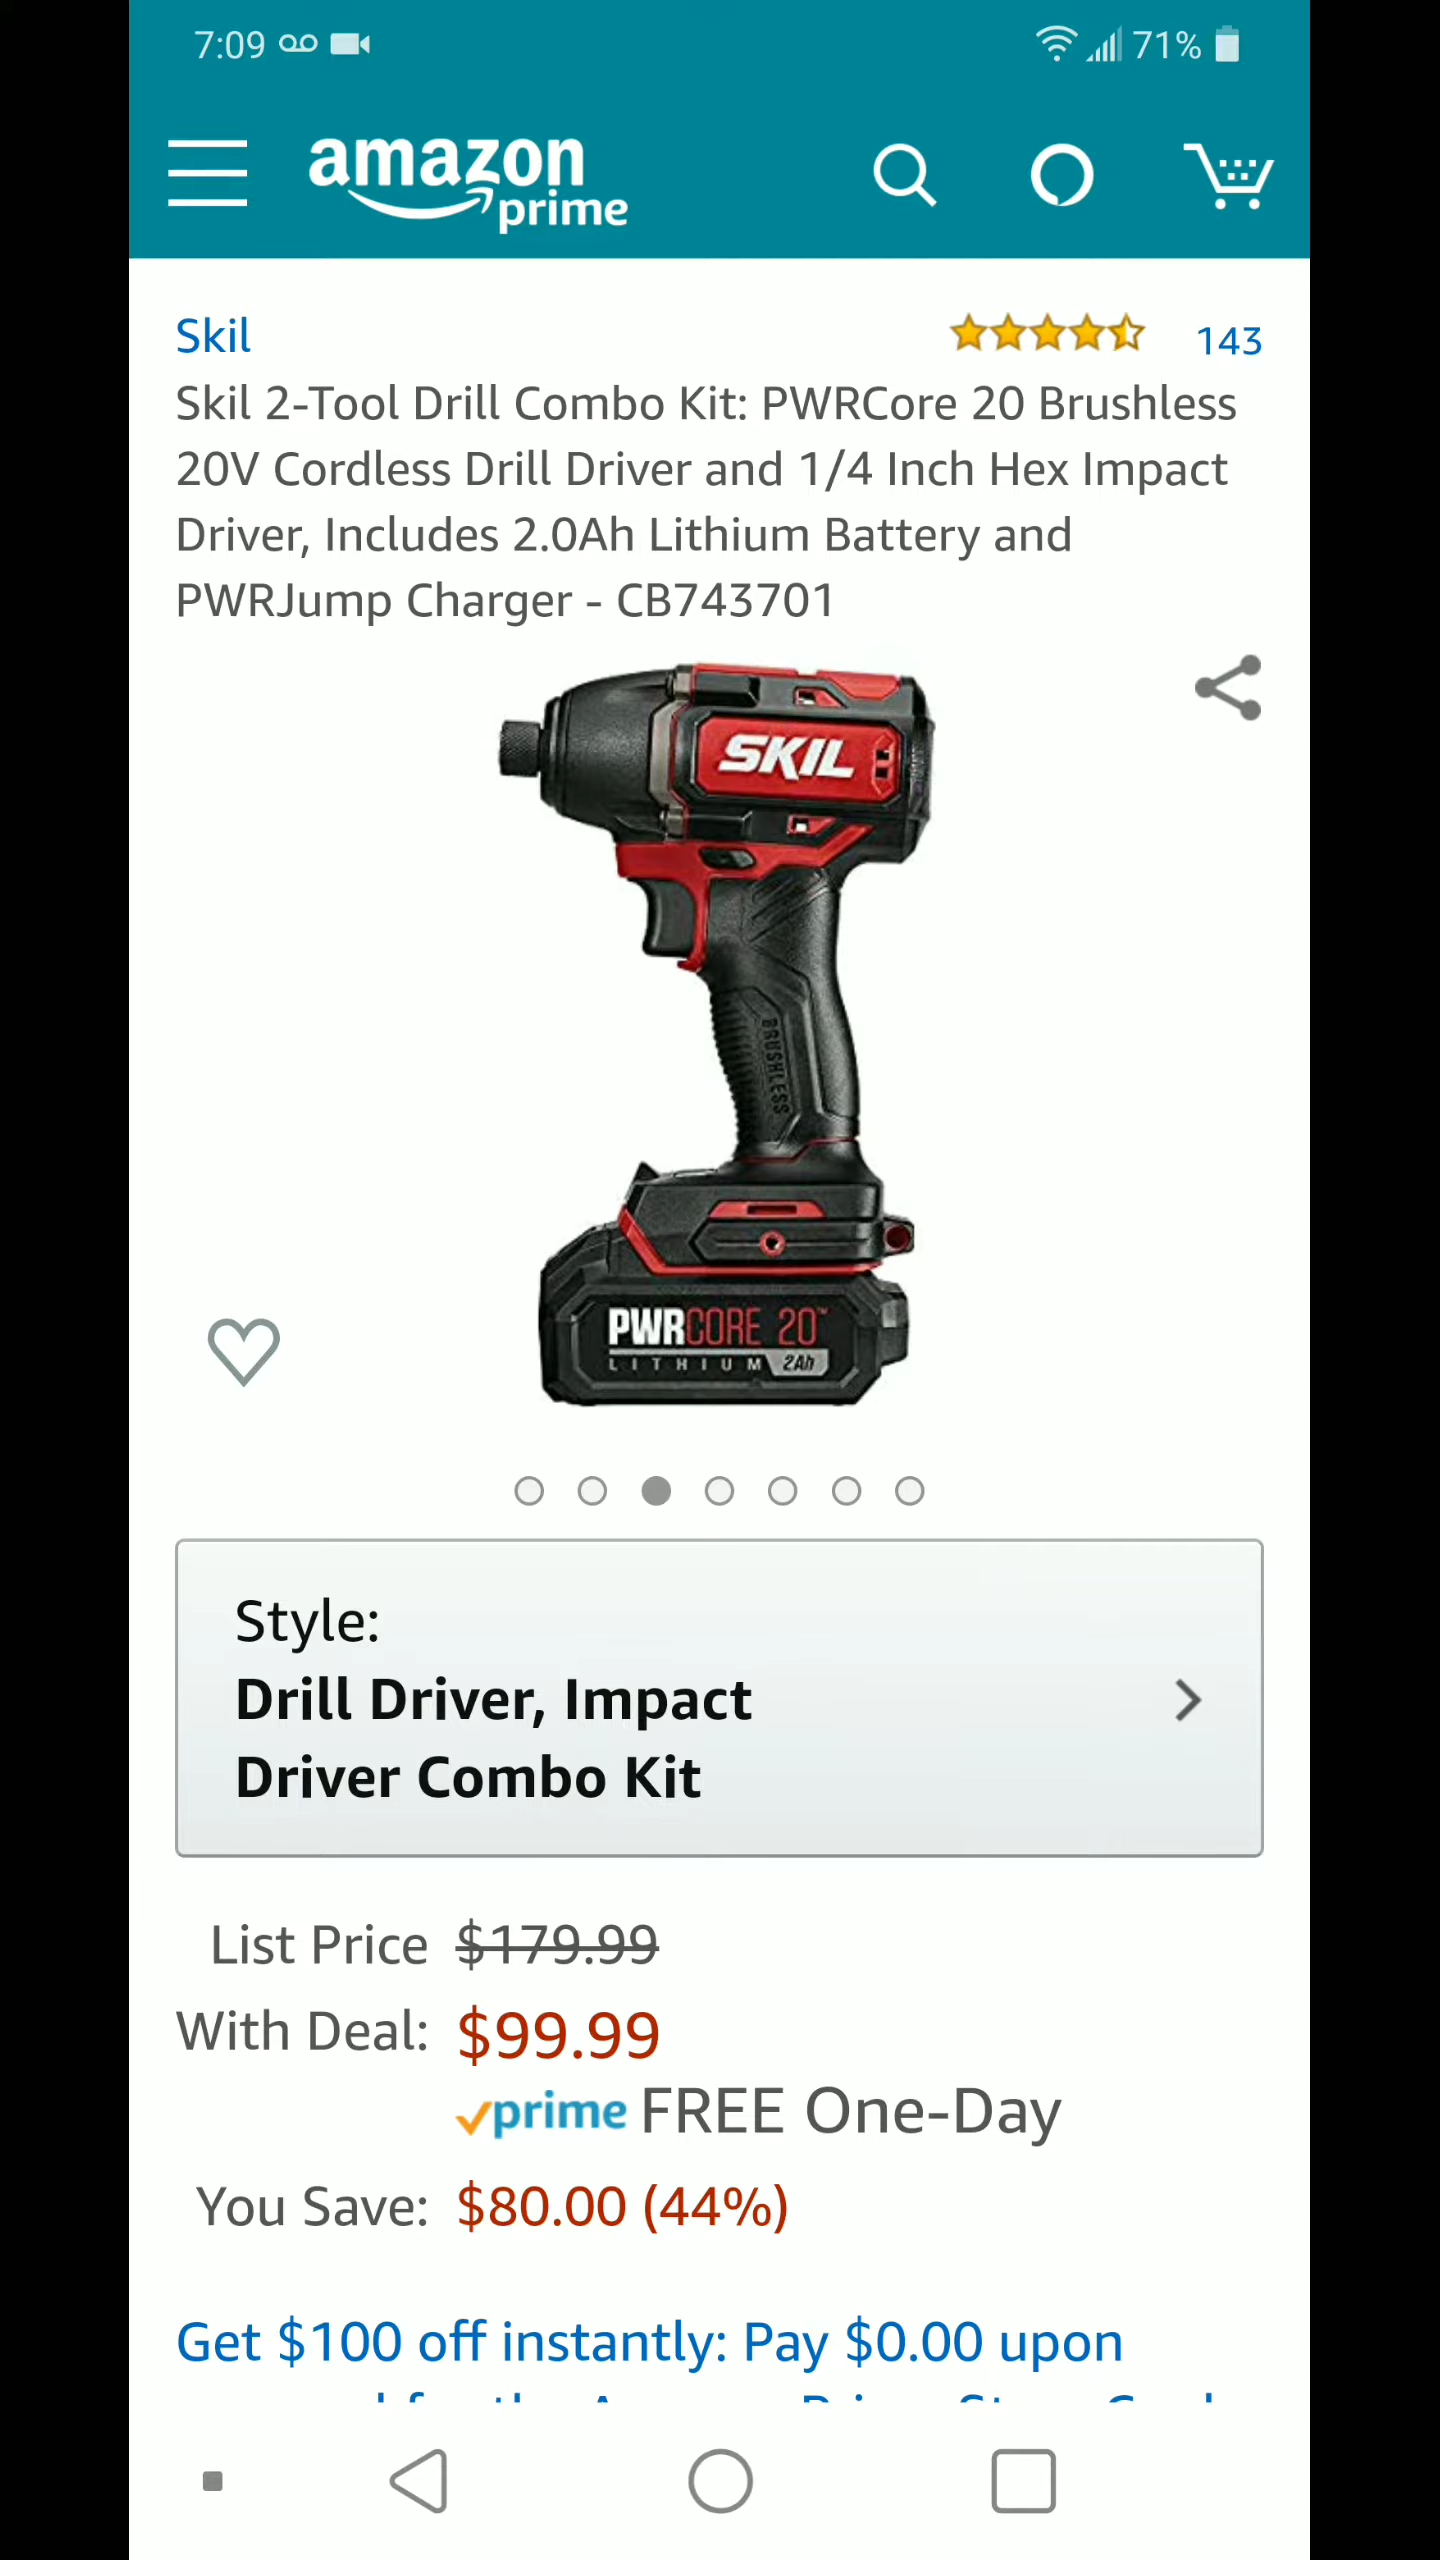 7:09
71%
amazon
prime
Skil
143
Skil 2-Tool Drill Combo Kit: PWRCore 20 Brushless
20V Cordless Drill Driver and 1/4 Inch Hex Impact
Driver, Includes 2.0Ah Lithium Battery and
PWRJump Charger - CB743701
SKIL
BRUSHLESS
PWRCORE 20™
LITHIUM 2Ah
Style:
Drill Driver, Impact
Driver Combo Kit
List Price $179.99
With Deal: $99.99
prime FREE One-Day
You Save: $80.00 (44%)
Get $100 off instantly: Pay $0.00 upon